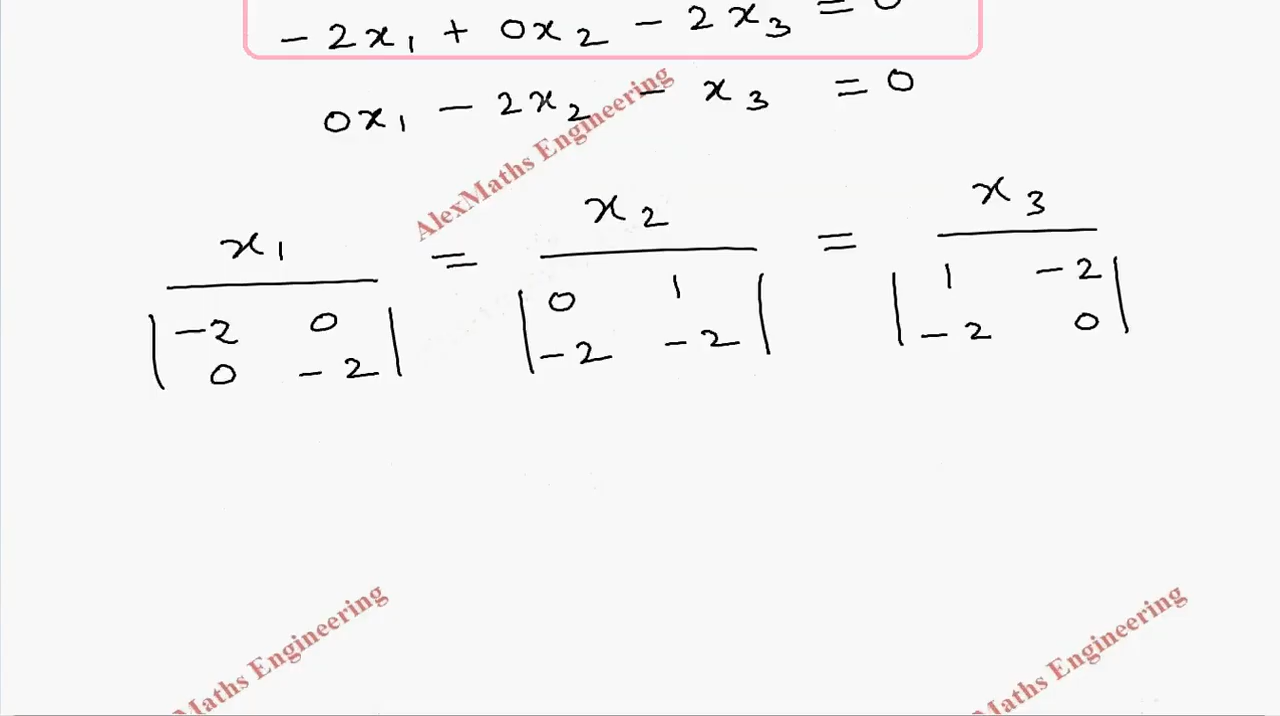 - 2x₁ + 0x₂ - 2x₃ = 0
0x₁ - 2x₂ - x₃ = 0
AlexMaths Engineering
x₁ = x₂ = x₃
|-2 0| |0 1| |1 -2|
|0 -2| |-2 -2| |-2 0|
Maths Engineering
Maths Engineering